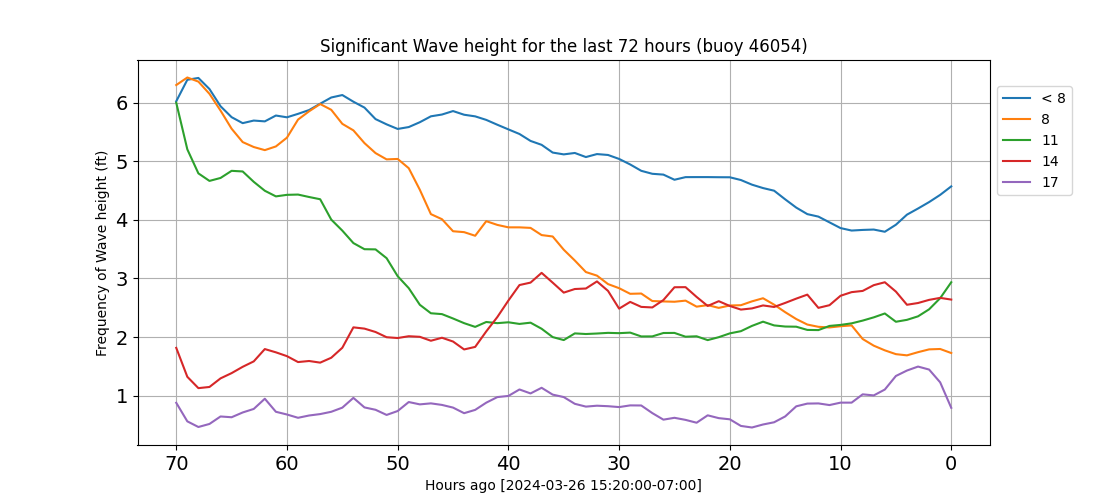 Significant Wave height for the last 72 hours (buoy 46054)
Frequency of Wave height (ft)
6
5
4
3
2
1
70 60 50 40 30 20 10 0
Hours ago [2024-03-26 15:20:00-07:00]
< 8
8
11
14
17